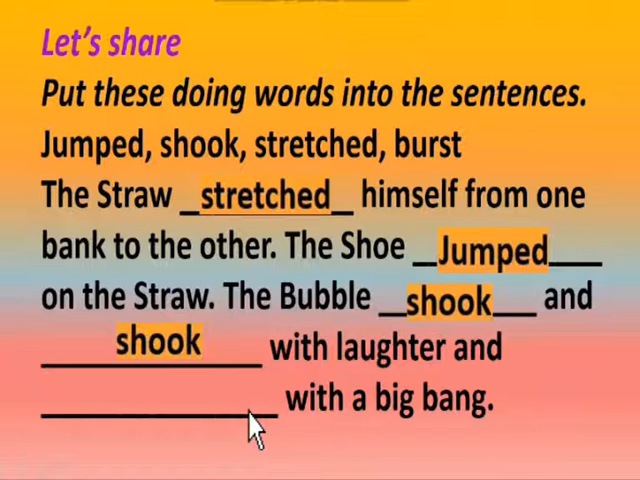 Let's share
Put these doing words into the sentences.
Jumped, shook, stretched, burst
The Straw _stretched_ himself from one
bank to the other. The Shoe __Jumped____
on the Straw. The Bubble __shook___ and
____shook____ with laughter and
______________ with a big bang.